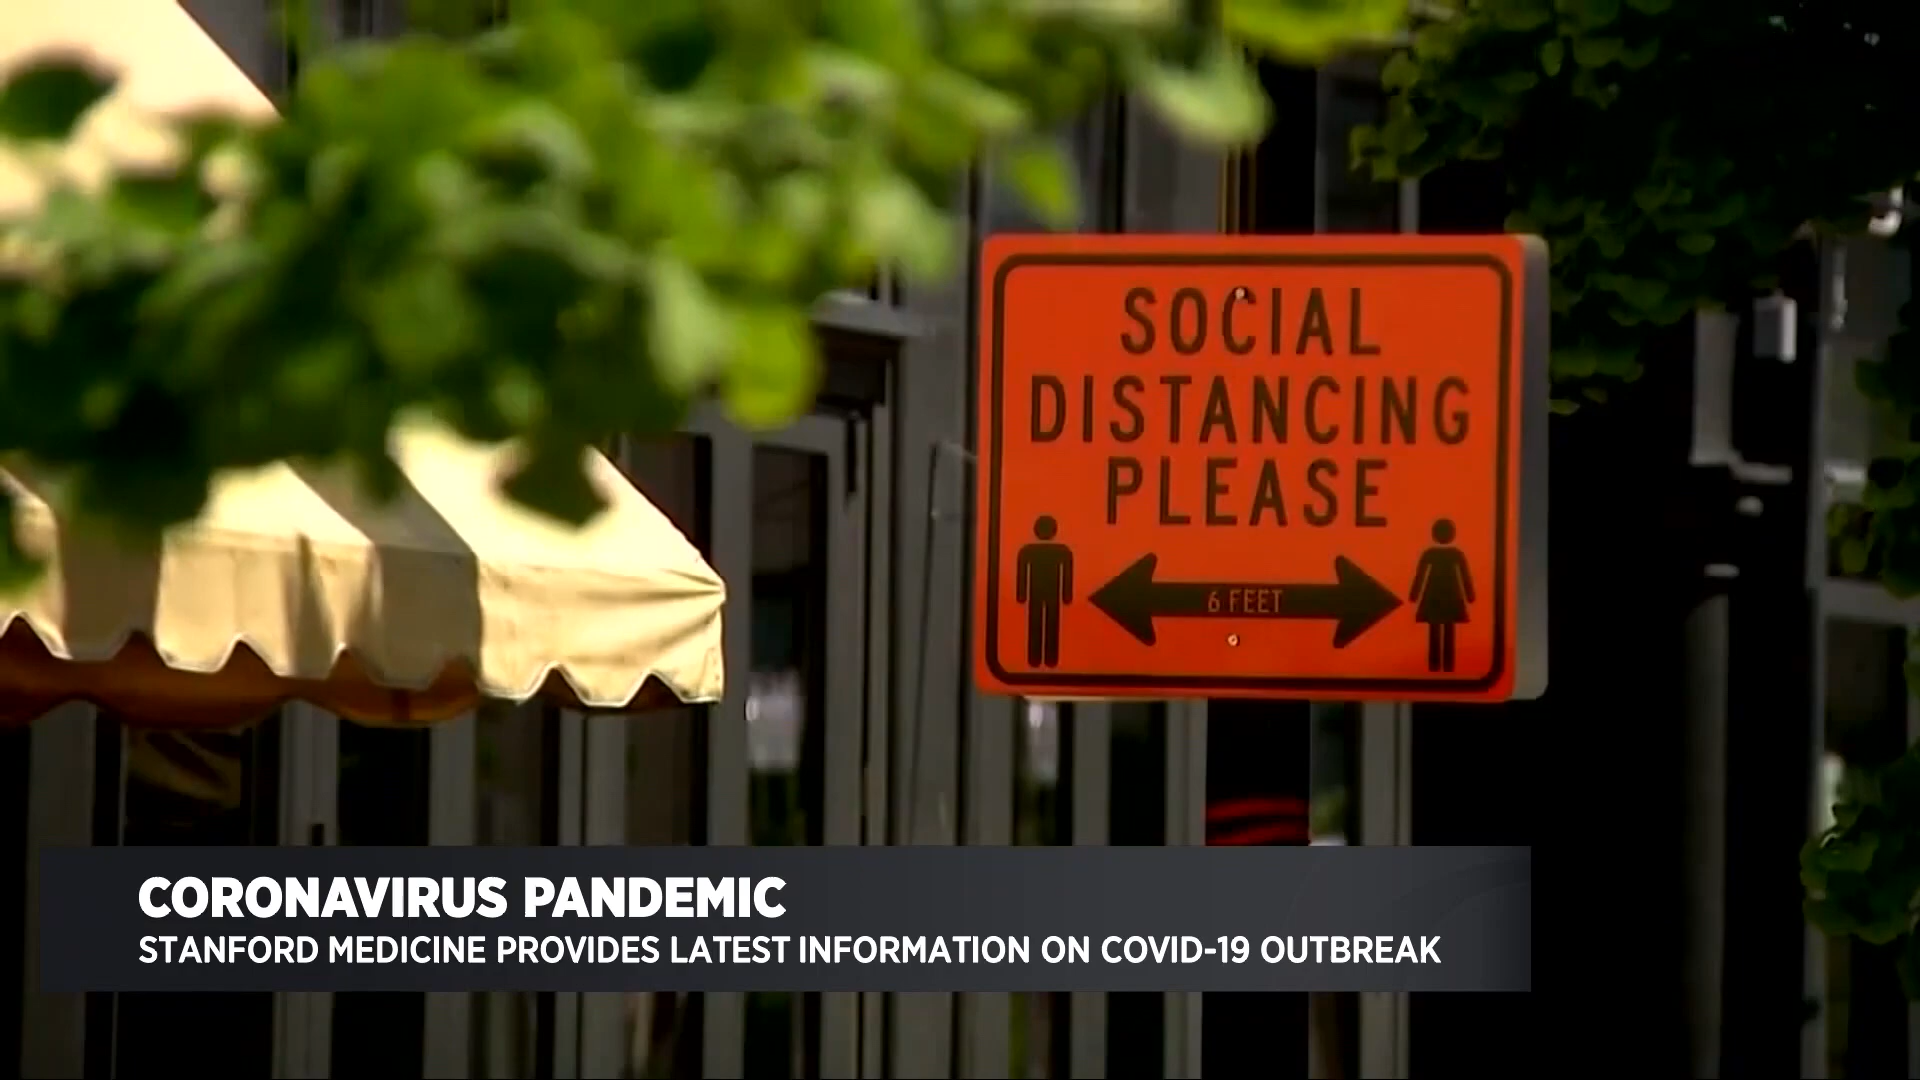 SOCIAL
DISTANCING
PLEASE
6 FEET
CORONAVIRUS PANDEMIC
STANFORD MEDICINE PROVIDES LATEST INFORMATION ON COVID-19 OUTBREAK